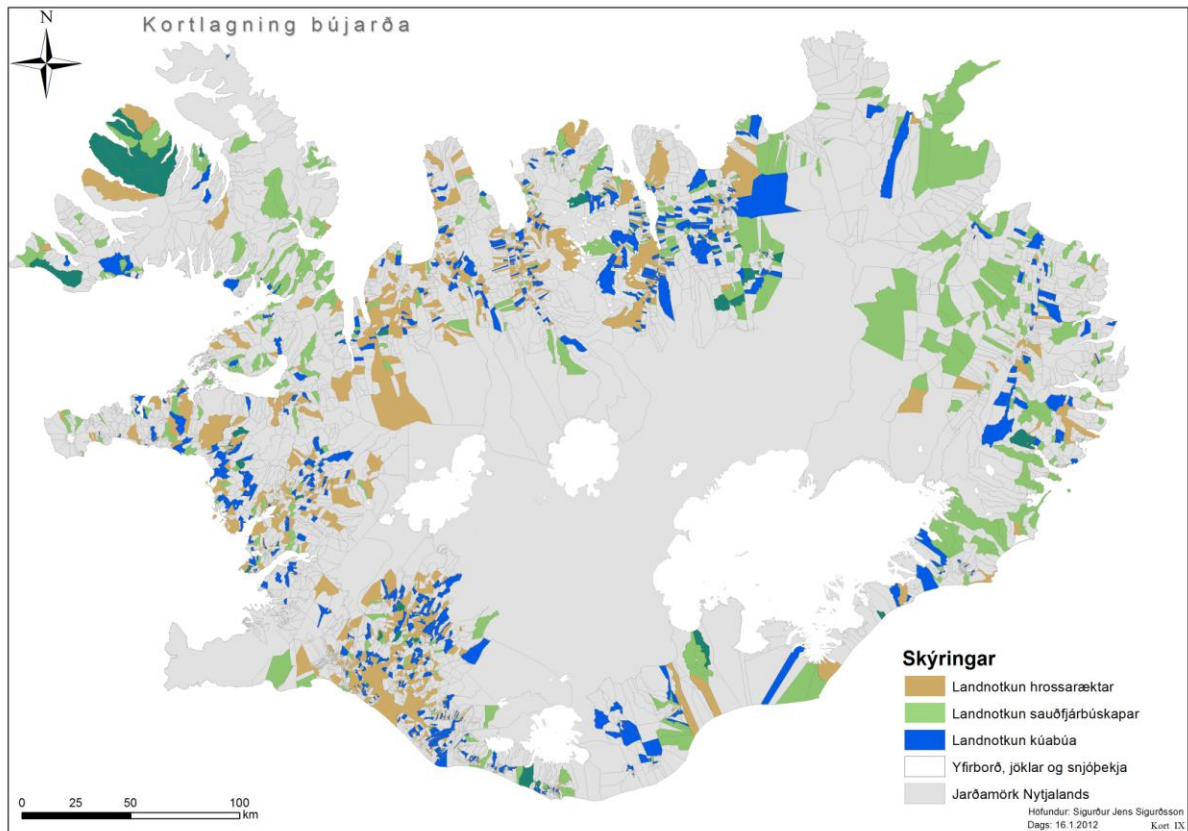 N
Kortlagning bújarða
Skýringar
Landnotkun hrossaræktar
Landnotkun sauðfjárbúskapar
Landnotkun kúabúa
Yfirborð, jöklar og snjóþekja
Jarðamörk Nytjalands
0 25 50 100
km
Höfundur: Sigurður Jens Sigurðsson
Dags: 16.1.2012 Kort IX